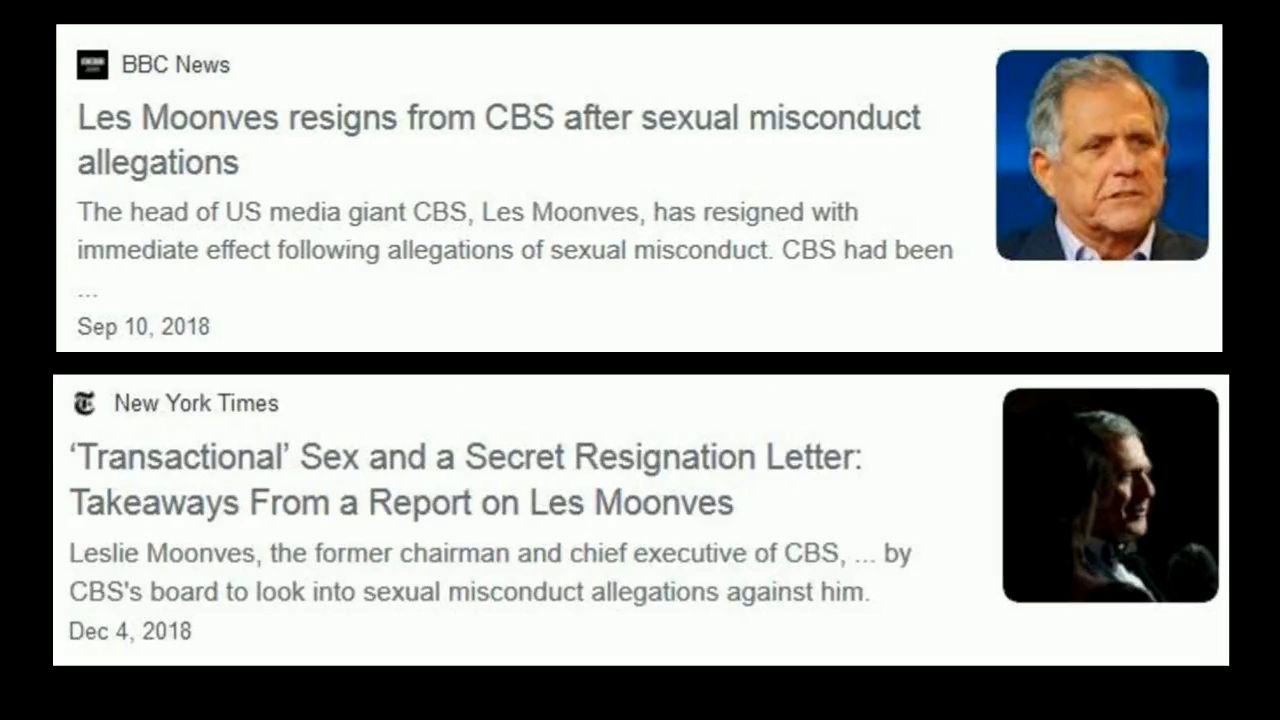 BBC News
Les Moonves resigns from CBS after sexual misconduct
allegations
The head of US media giant CBS, Les Moonves, has resigned with
immediate effect following allegations of sexual misconduct. CBS had been
...
Sep 10, 2018
New York Times
‘Transactional’ Sex and a Secret Resignation Letter:
Takeaways From a Report on Les Moonves
Leslie Moonves, the former chairman and chief executive of CBS, ... by
CBS's board to look into sexual misconduct allegations against him.
Dec 4, 2018